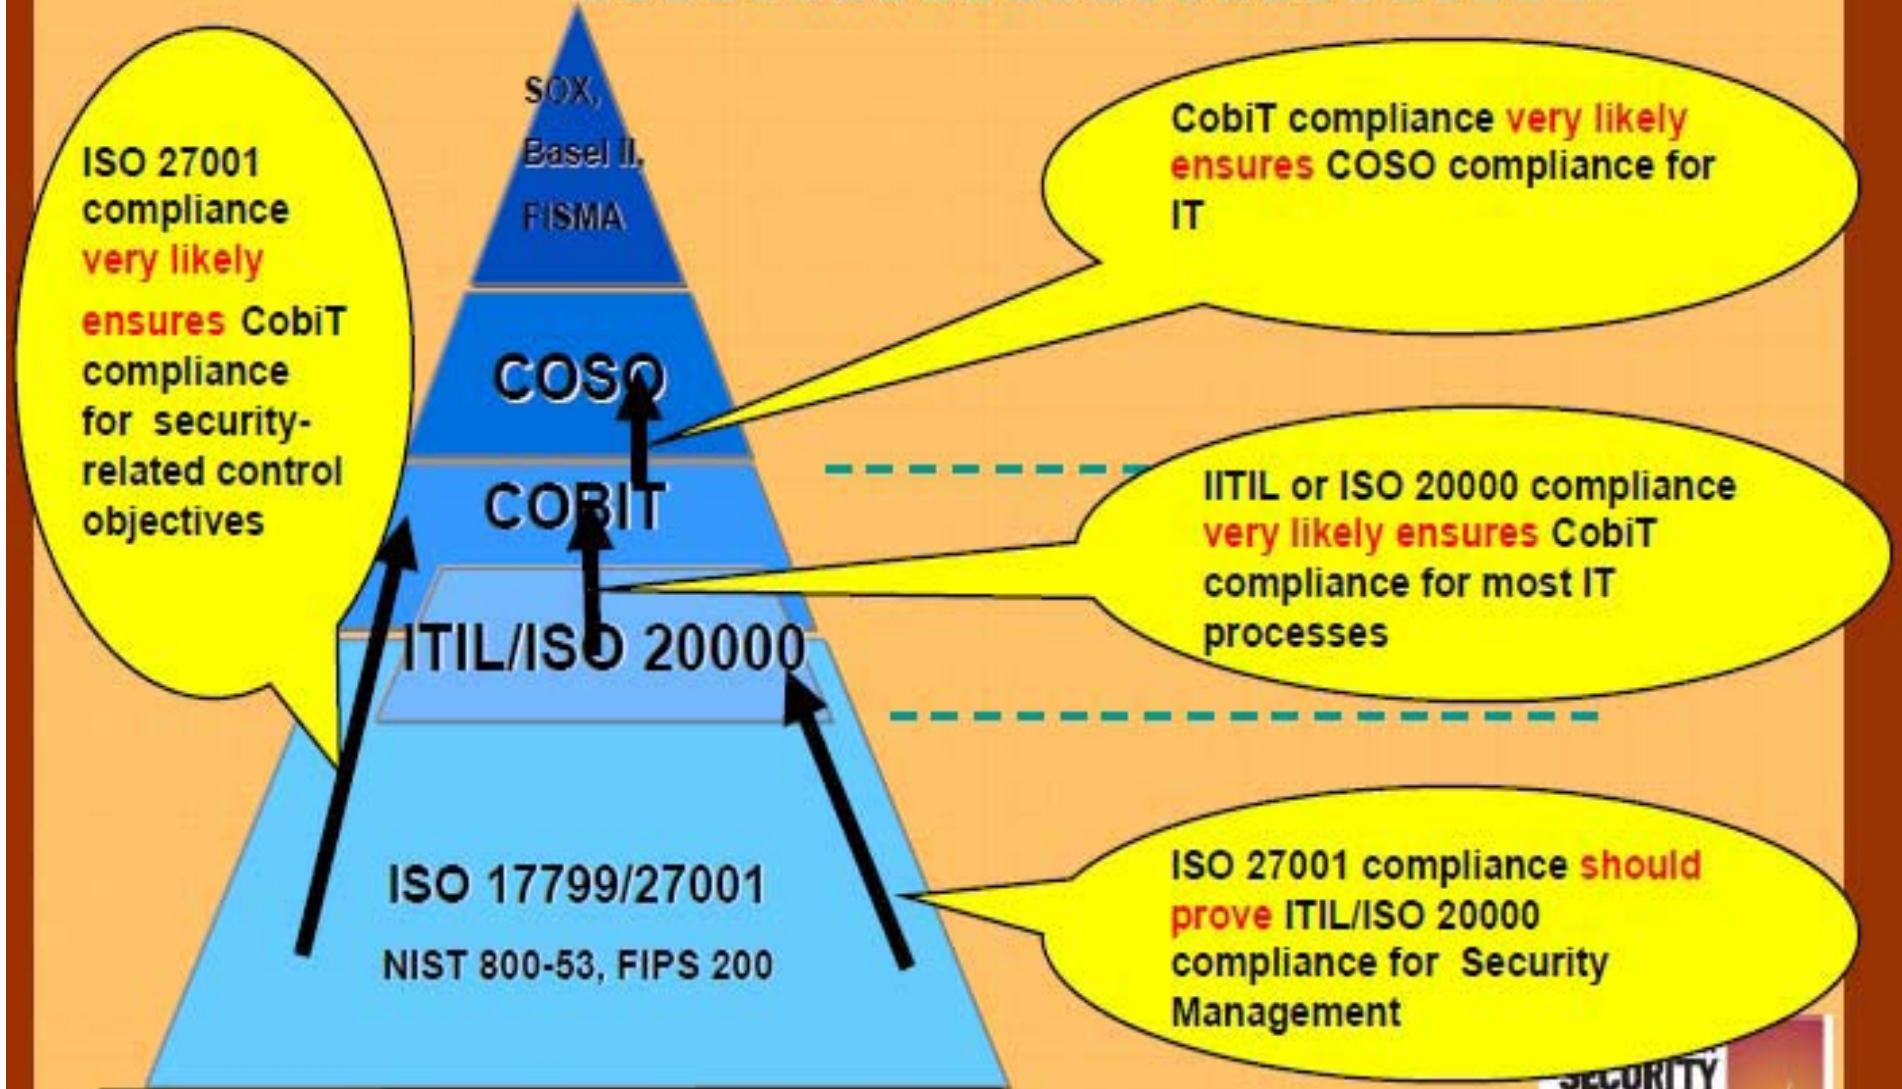 SOX,
Basel II,
FISMA
COSO
COBIT
ITIL/ISO 20000
ISO 17799/27001
NIST 800-53, FIPS 200
ISO 27001
compliance
very likely
ensures CobiT
compliance
for security-
related control
objectives
CobiT compliance very likely
ensures COSO compliance for
IT
IITIL or ISO 20000 compliance
very likely ensures CobiT
compliance for most IT
processes
ISO 27001 compliance should
prove ITIL/ISO 20000
compliance for Security
Management
SECURITY